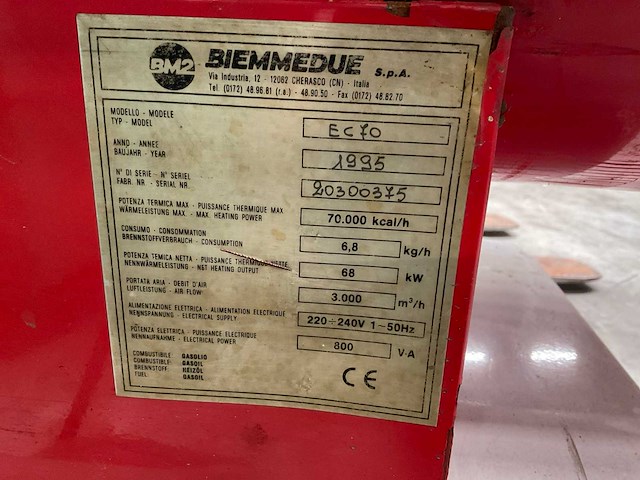 BM2 BIEMMEDUE S.p.A.
Via Industria, 12 - 12062 CHERASCO (CN) - Italia
Tel. (0172) 48.96.81 (r.a.) - 48.90.50 - Fax (0172) 48.82.70
MODELLO - MODELE
TYP - MODEL
EC70
ANNO - ANNEE
BAUJAHR - YEAR
1995
N° DI SERIE - N° SERIEL
FABR. NR - SERIAL NR.
20300375
POTENZA TERMICA MAX - PUISSANCE THERMIQUE MAX
WÄRMELEISTUNG MAX - MAX HEATING POWER
70.000 kcal/h
CONSUMO - CONSOMMATION
BRENNSTOFFVERBRAUCH - CONSUMPTION
6,8 kg/h
POTENZA TEMICA NETTA - PUISSANCE THERMIQUE NETTE
NENNWÄRMELEISTUNG - NET HEATING OUTPUT
68 kW
PORTATA ARIA - DEBIT D'AIR
LUFTLEISTUNG - AIR FLOW
3.000 m³/h
ALIMENTAZIONE ELETTRICA - ALIMENTATION ELECTRIQUE
NENNSPANNUNG - ELECTRICAL SUPPLY
220÷240V 1~50Hz
POTENZA ELETTRICA - PUISSANCE ELECTRIQUE
NENNAUFNAHME - ELECTRICAL POWER
800 V·A
COMBUSTIBILE: GASOLIO
COMBUSTIBLE: GASOIL
BRENNSTOFF: HEIZÖL
FUEL: GASOIL
CE